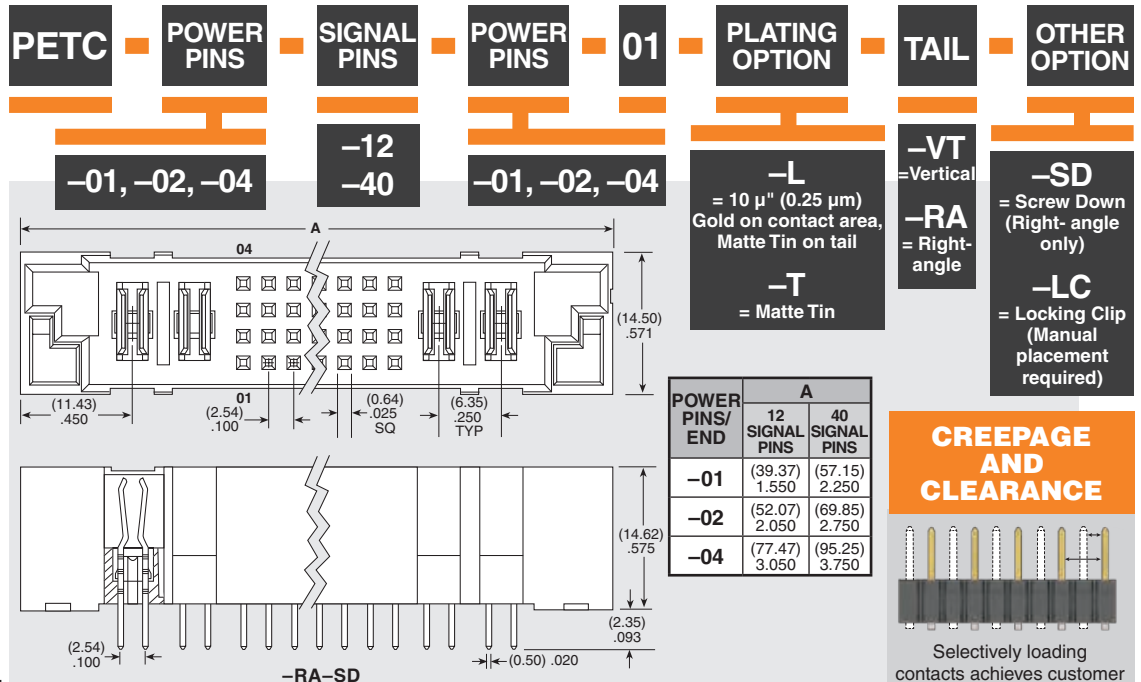 PETC – POWER PINS – SIGNAL PINS – POWER PINS – 01 – PLATING OPTION – TAIL – OTHER OPTION
–01, –02, –04
–12
–40
–01, –02, –04
–L
= 10 µ" (0.25 µm)
Gold on contact area,
Matte Tin on tail
–T
= Matte Tin
–VT
=Vertical
–RA
= Right-
angle
–SD
= Screw Down
(Right- angle
only)
–LC
= Locking Clip
(Manual
placement
required)
A
04
(14.50)
.571
01
(11.43)
.450
(2.54)
.100
(0.64)
.025
SQ
(6.35)
.250
TYP
(14.62)
.575
(2.35)
.093
(2.54)
.100
(0.50) .020
–RA–SD
POWER PINS/ END
A
12 SIGNAL PINS
40 SIGNAL PINS
–01 (39.37) 1.550 (57.15) 2.250
–02 (52.07) 2.050 (69.85) 2.750
–04 (77.47) 3.050 (95.25) 3.750
CREEPAGE
AND
CLEARANCE
Selectively loading
contacts achieves customer